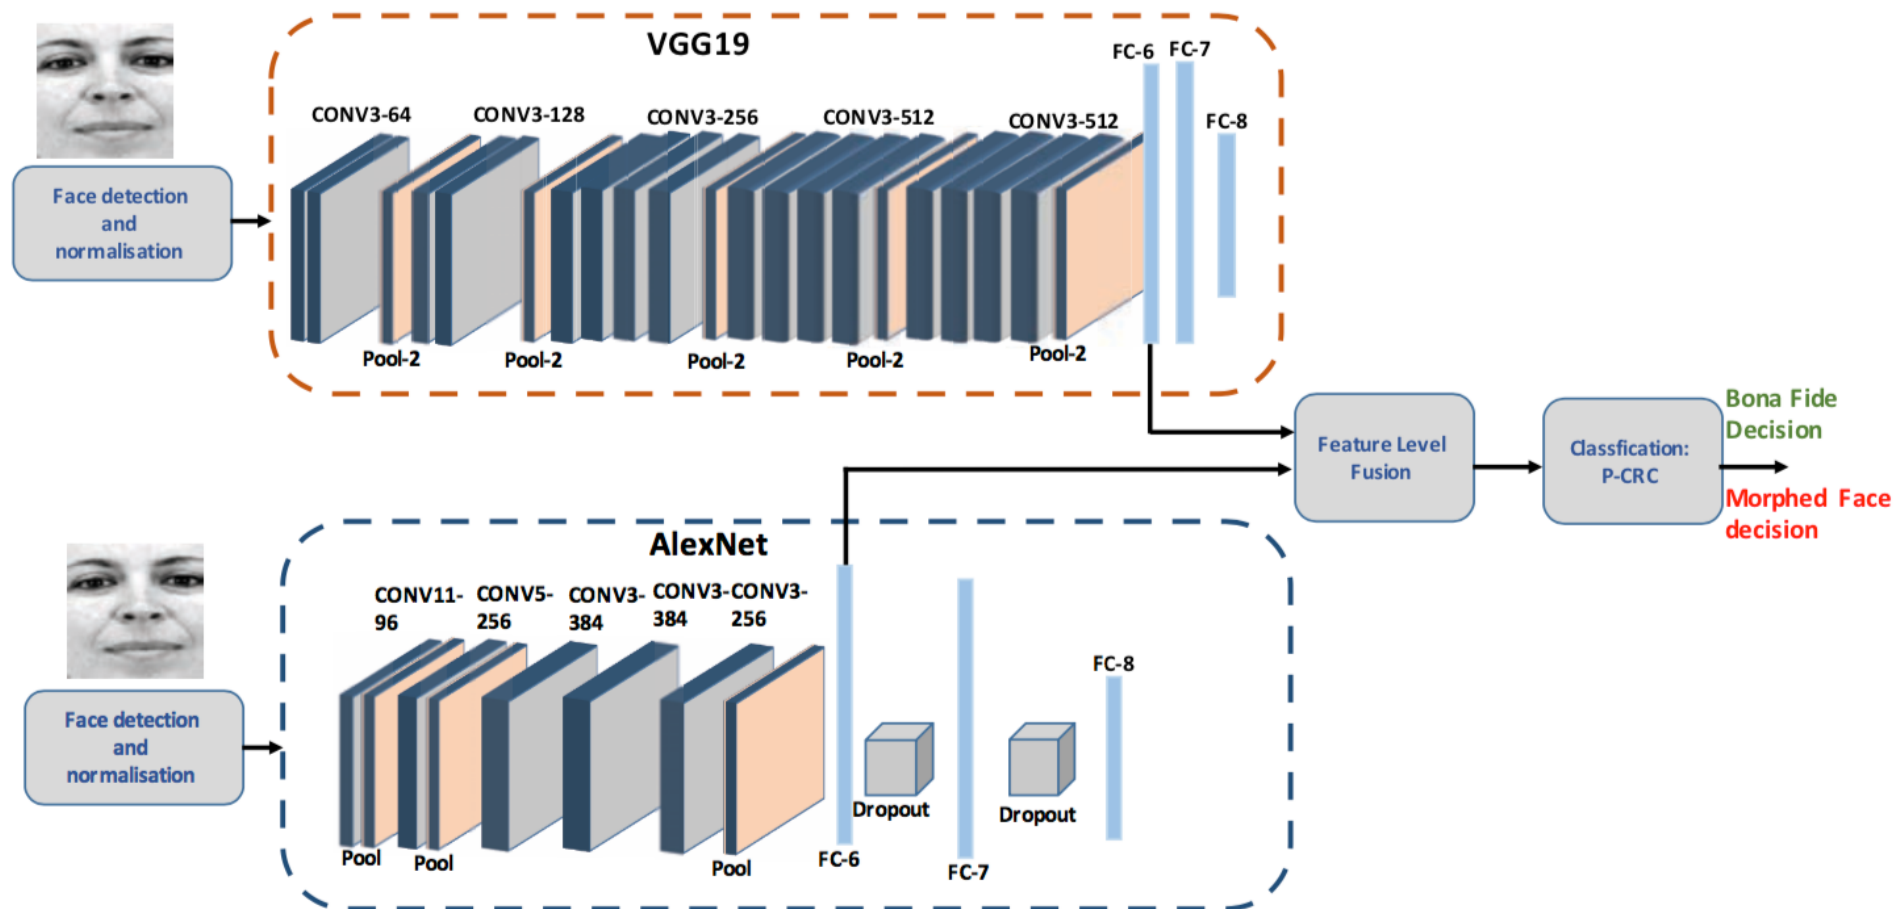 VGG19
FC-6
FC-7
FC-8
CONV3-64
CONV3-128
CONV3-256
CONV3-512
CONV3-512
Face detection
and
normalisation
Pool-2
Pool-2
Pool-2
Pool-2
Pool-2
Feature Level
Fusion
Classfication:
P-CRC
Bona Fide
Decision
Morphed Face
decision
AlexNet
CONV11-
96
CONV5-
256
CONV3-
384
CONV3-
384
CONV3-
256
Face detection
and
normalisation
Pool
Pool
Pool
FC-6
Dropout
FC-7
Dropout
FC-8